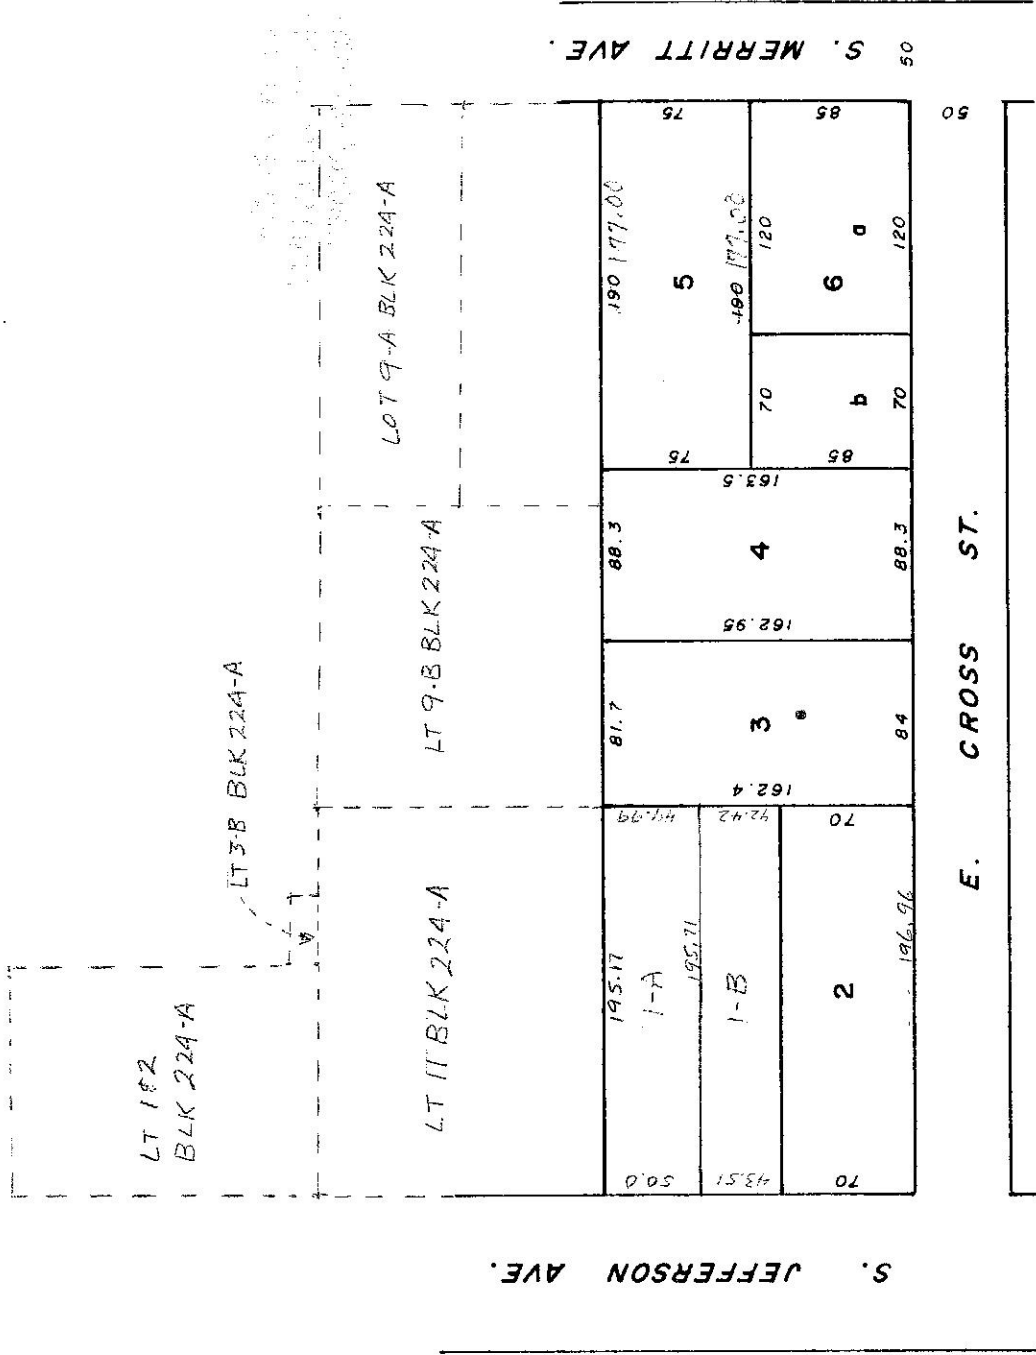 S. MERRITT AVE.
50
50
LOT 9-A BLK 224-A
LT 9-B BLK 224-A
LT 3-B BLK 224-A
LT 11 BLK 224-A
LT 1 & 2
BLK 224-A
190 177.00
75
5
75
190 177.00
85
120
6
a
120
70
b
70
85
163.5
88.3
4
88.3
162.95
81.7
3
84
162.4
49.99
195.17
1-A
195.71
50.0
42.42
1-B
43.51
70
2
196.96
70
E. CROSS ST.
S. JEFFERSON AVE.